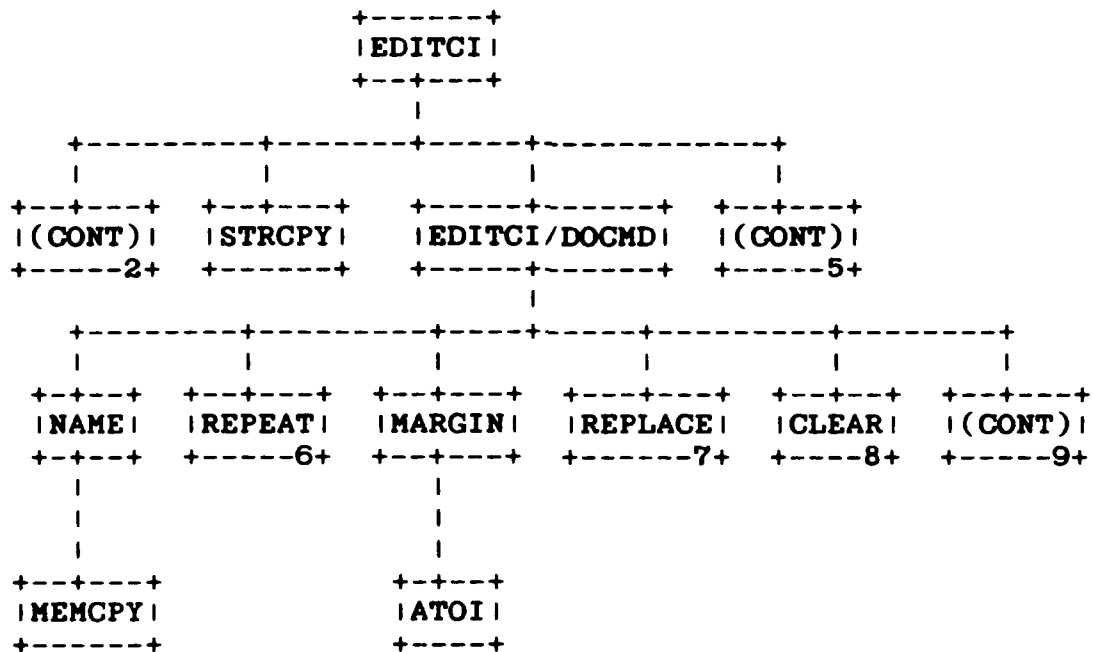 +-------+
                        |EDITCI|
                        +--+----+
                            |
    +----------+--------+------+--------------+
    |          |               |              |
+--+---+  +--+---+  +------+------+  +--+---+
|(CONT)|  |STRCPY|  |EDITCI/DOCMD|  |(CONT)|
+------2+  +------+  +------+------+  +------5+
                               |
    +---------+----------+-----+------+----------+---------+
    |         |          |            |          |         |
 +-+---+  +--+----+  +---+----+  +----+----+  +--+---+  +--+----+
|NAME|  |REPEAT|  |MARGIN|  |REPLACE|  |CLEAR|  |(CONT)|
+-+--+  +-----6+  +--+---+  +------7+  +----8+  +-----9+
    |                    |
    |                    |
    |                    |
+--+---+              +-+--+
|MEMCPY|              |ATOI|
+------+              +----+